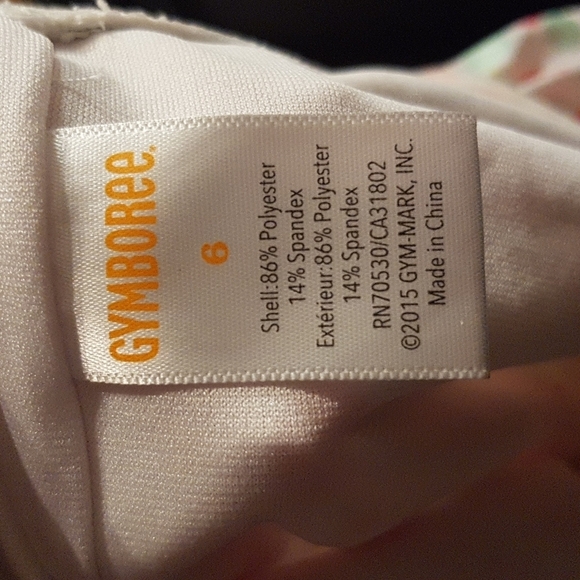 GYMBOREE.
6
Shell:86% Polyester
14% Spandex
Extérieur:86% Polyester
14% Spandex
RN70530/CA31802
©2015 GYM-MARK, INC.
Made in China